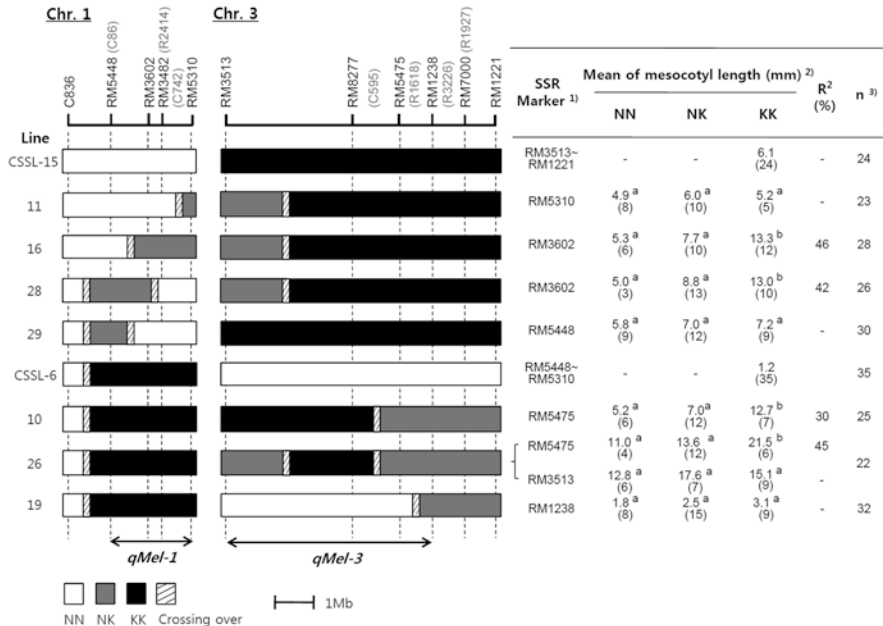 Chr. 1
Chr. 3
C836
RM5448 (C86)
RM3602
RM3482 (R2414)
(C742)
RM5310
RM3513
RM8277
(C595)
RM5475
(R1618)
RM1238
(R3226)
RM7000 (R1927)
RM1221
SSR Marker 1)
Mean of mesocotyl length (mm) 2)
R2 (%)
n 3)
NN NK KK
Line
CSSL-15 RM3513~ RM1221 - - 6.1 (24) - 24
11 RM5310 4.9 a (8) 6.0 a (10) 5.2 a (5) - 23
16 RM3602 5.3 a (6) 7.7 a (10) 13.3 b (12) 46 28
28 RM3602 5.0 a (3) 8.8 a (13) 13.0 b (10) 42 26
29 RM5448 5.8 a (9) 7.0 a (12) 7.2 a (9) - 30
CSSL-6 RM5448~ RM5310 - - 1.2 (35) 35
10 RM5475 5.2 a (6) 7.0 a (12) 12.7 b (7) 30 25
26 RM5475 11.0 a (4) 13.6 a (12) 21.5 b (6) 45 22
RM3513 12.8 a (6) 17.6 a (7) 15.1 a (9) -
19 RM1238 1.8 a (8) 2.5 a (15) 3.1 a (9) - 32
qMel-1
qMel-3
NN NK KK Crossing over
1Mb